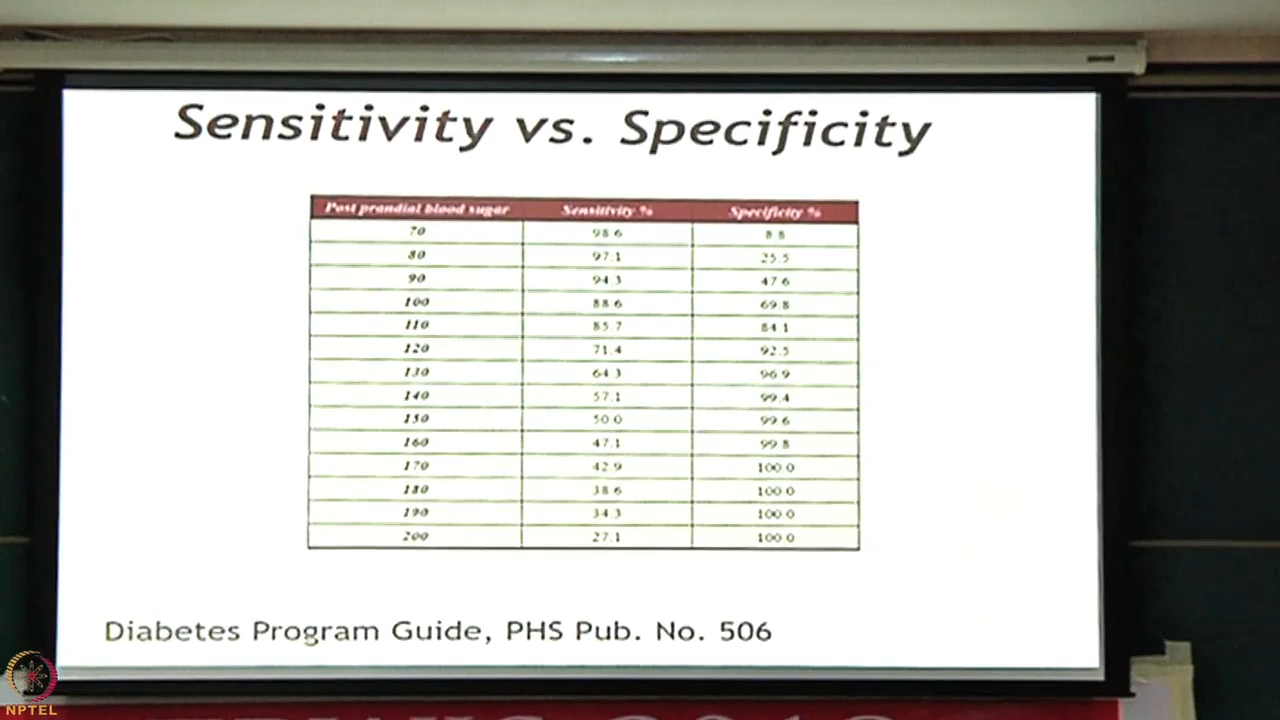 Sensitivity vs. Specificity
Post prandial blood sugar Sensitivity % Specificity %
70 98.6 8.8
80 97.1 25.5
90 94.3 47.6
100 88.6 69.8
110 85.7 84.1
120 71.4 92.5
130 64.3 96.9
140 57.1 99.4
150 50.0 99.6
160 47.1 99.8
170 42.9 100.0
180 38.6 100.0
190 34.3 100.0
200 27.1 100.0
Diabetes Program Guide, PHS Pub. No. 506
NPTEL